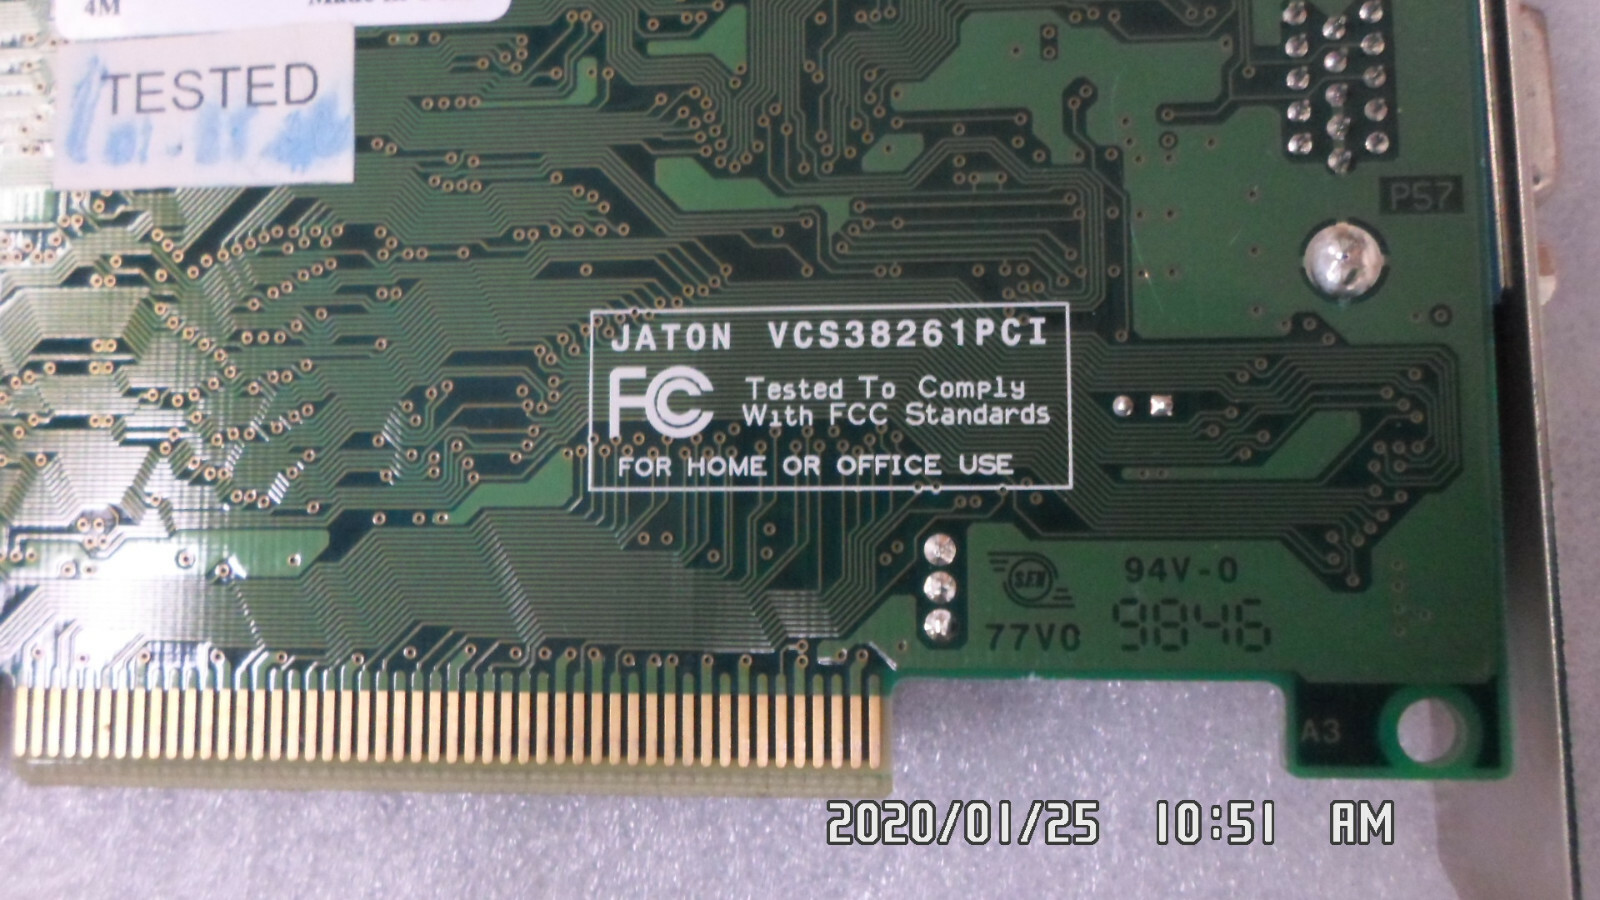 4M
TESTED
P57
JATON VCS38261PCI
FC
Tested To Comply
With FCC Standards
FOR HOME OR OFFICE USE
94V-0
77V0
9846
A3
2020/01/25 10:51 AM